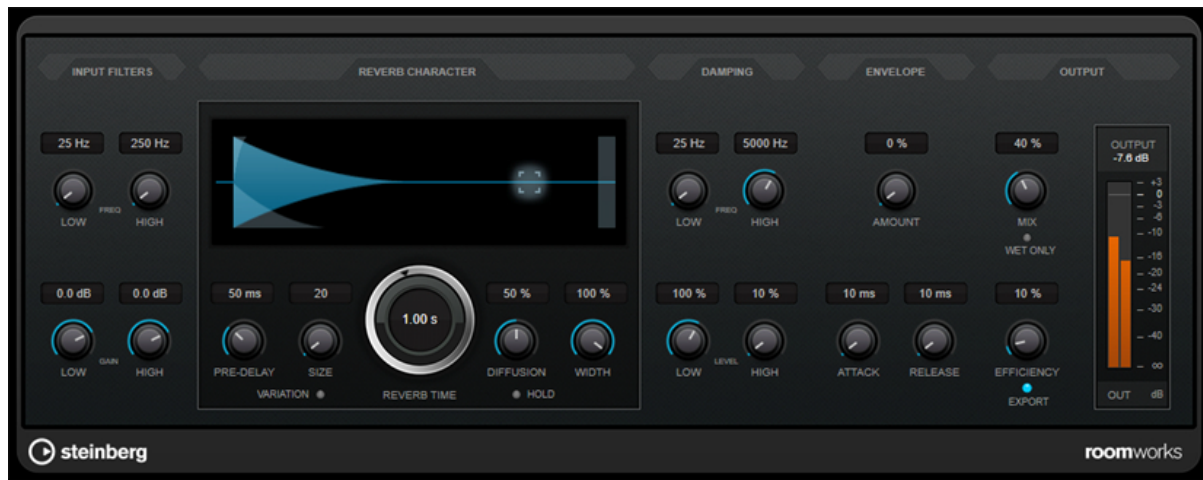 INPUT FILTERS
REVERB CHARACTER
DAMPING
ENVELOPE
OUTPUT
25 Hz
250 Hz
LOW
FREQ
HIGH
0.0 dB
0.0 dB
LOW
GAIN
HIGH
50 ms
20
1.00 s
50 %
100 %
PRE-DELAY
SIZE
DIFFUSION
WIDTH
VARIATION
REVERB TIME
HOLD
25 Hz
5000 Hz
LOW
FREQ
HIGH
100 %
10 %
LOW
LEVEL
HIGH
0 %
AMOUNT
10 ms
10 ms
ATTACK
RELEASE
40 %
MIX
WET ONLY
10 %
EFFICIENCY
EXPORT
OUTPUT
-7.6 dB
+3
0
-3
-6
-10
-16
-20
-24
-30
-40
∞
OUT dB
steinberg
roomworks